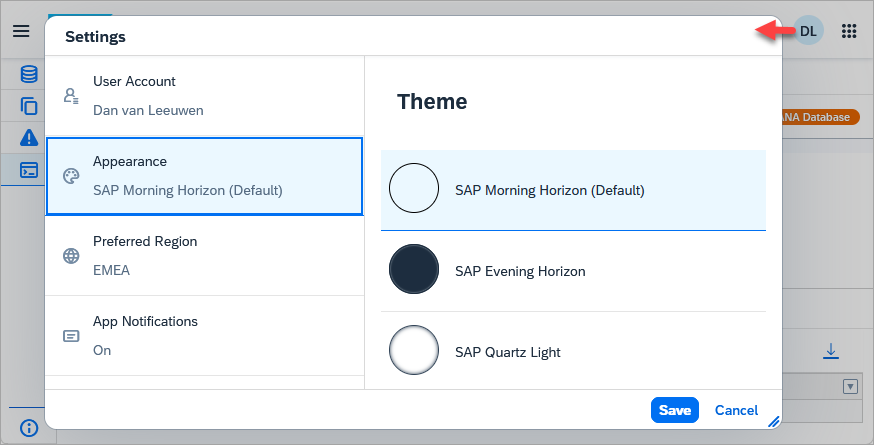 Settings
DL
User Account
Dan van Leeuwen
Appearance
SAP Morning Horizon (Default)
Preferred Region
EMEA
App Notifications
On
Theme
SAP Morning Horizon (Default)
SAP Evening Horizon
SAP Quartz Light
Database
Save
Cancel